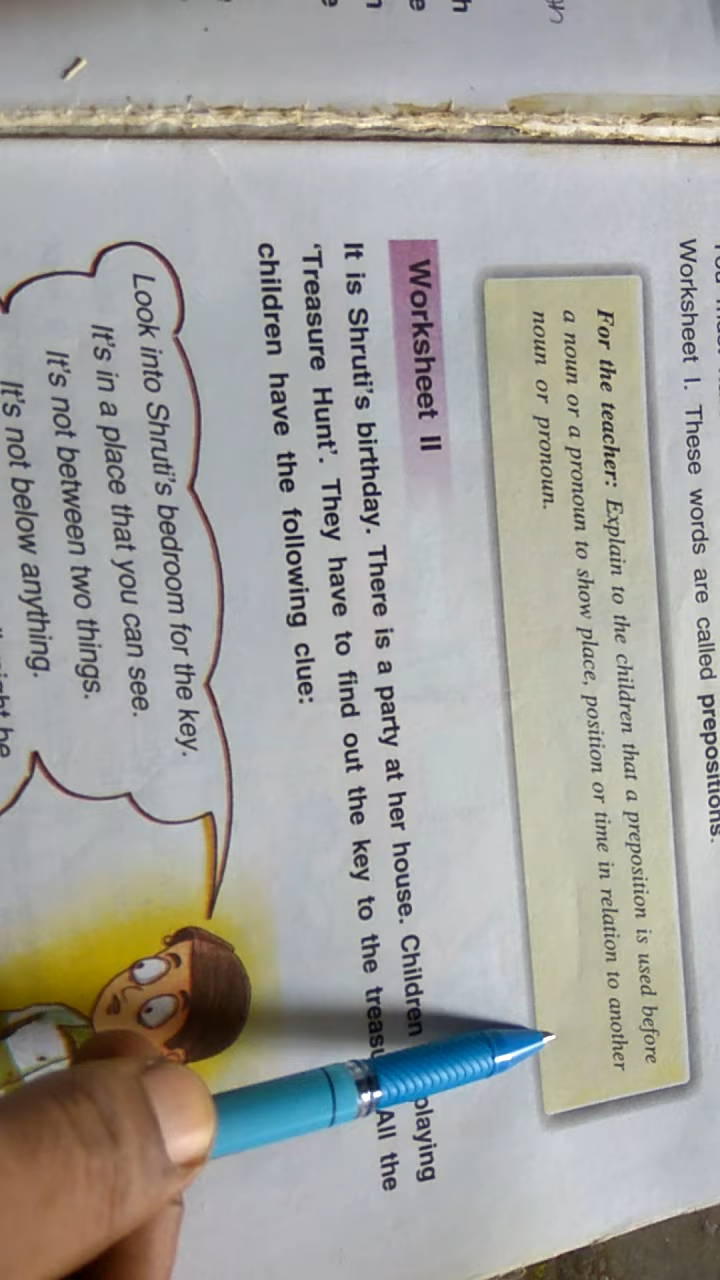 Worksheet I. These words are called prepositions.
For the teacher: Explain to the children that a preposition is used before
a noun or a pronoun to show place, position or time in relation to another
noun or pronoun.
Worksheet II
It is Shruti's birthday. There is a party at her house. Children playing
'Treasure Hunt'. They have to find out the key to the All the
children have the following clue:
Look into Shruti's bedroom for the key.
It's in a place that you can see.
It's not between two things.
It's not below anything.